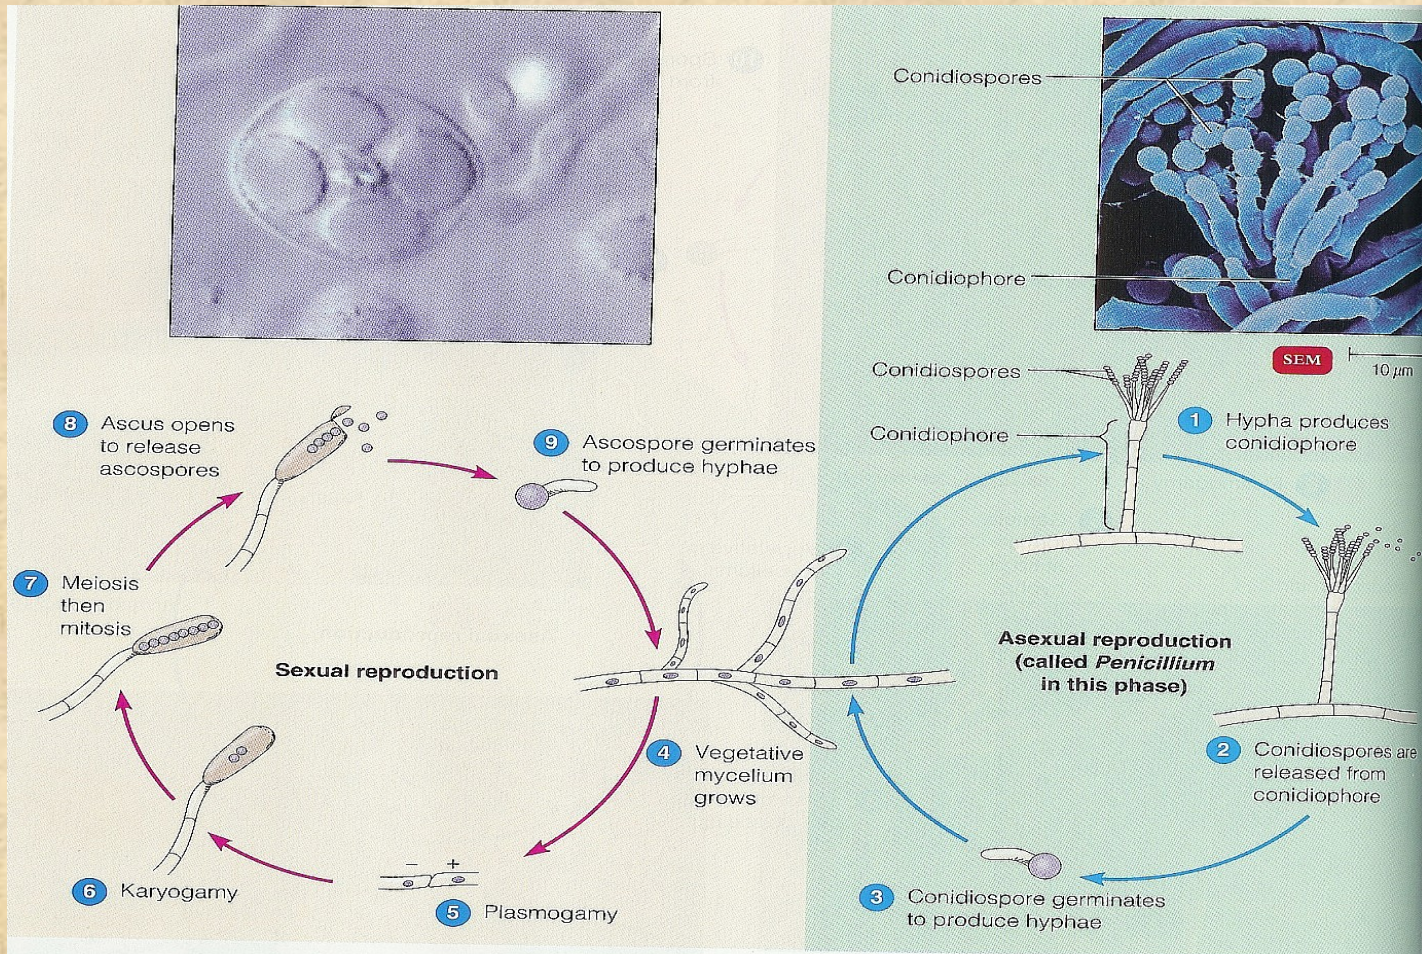 Conidiospores
Conidiophore
SEM
10 µm
Conidiospores
Conidiophore
1 Hypha produces
conidiophore
8 Ascus opens
to release
ascospores
9 Ascospore germinates
to produce hyphae
7 Meiosis
then
mitosis
Sexual reproduction
Asexual reproduction
(called Penicillium
in this phase)
4 Vegetative
mycelium
grows
2 Conidiospores are
released from
conidiophore
− +
6 Karyogamy
5 Plasmogamy
3 Conidiospore germinates
to produce hyphae